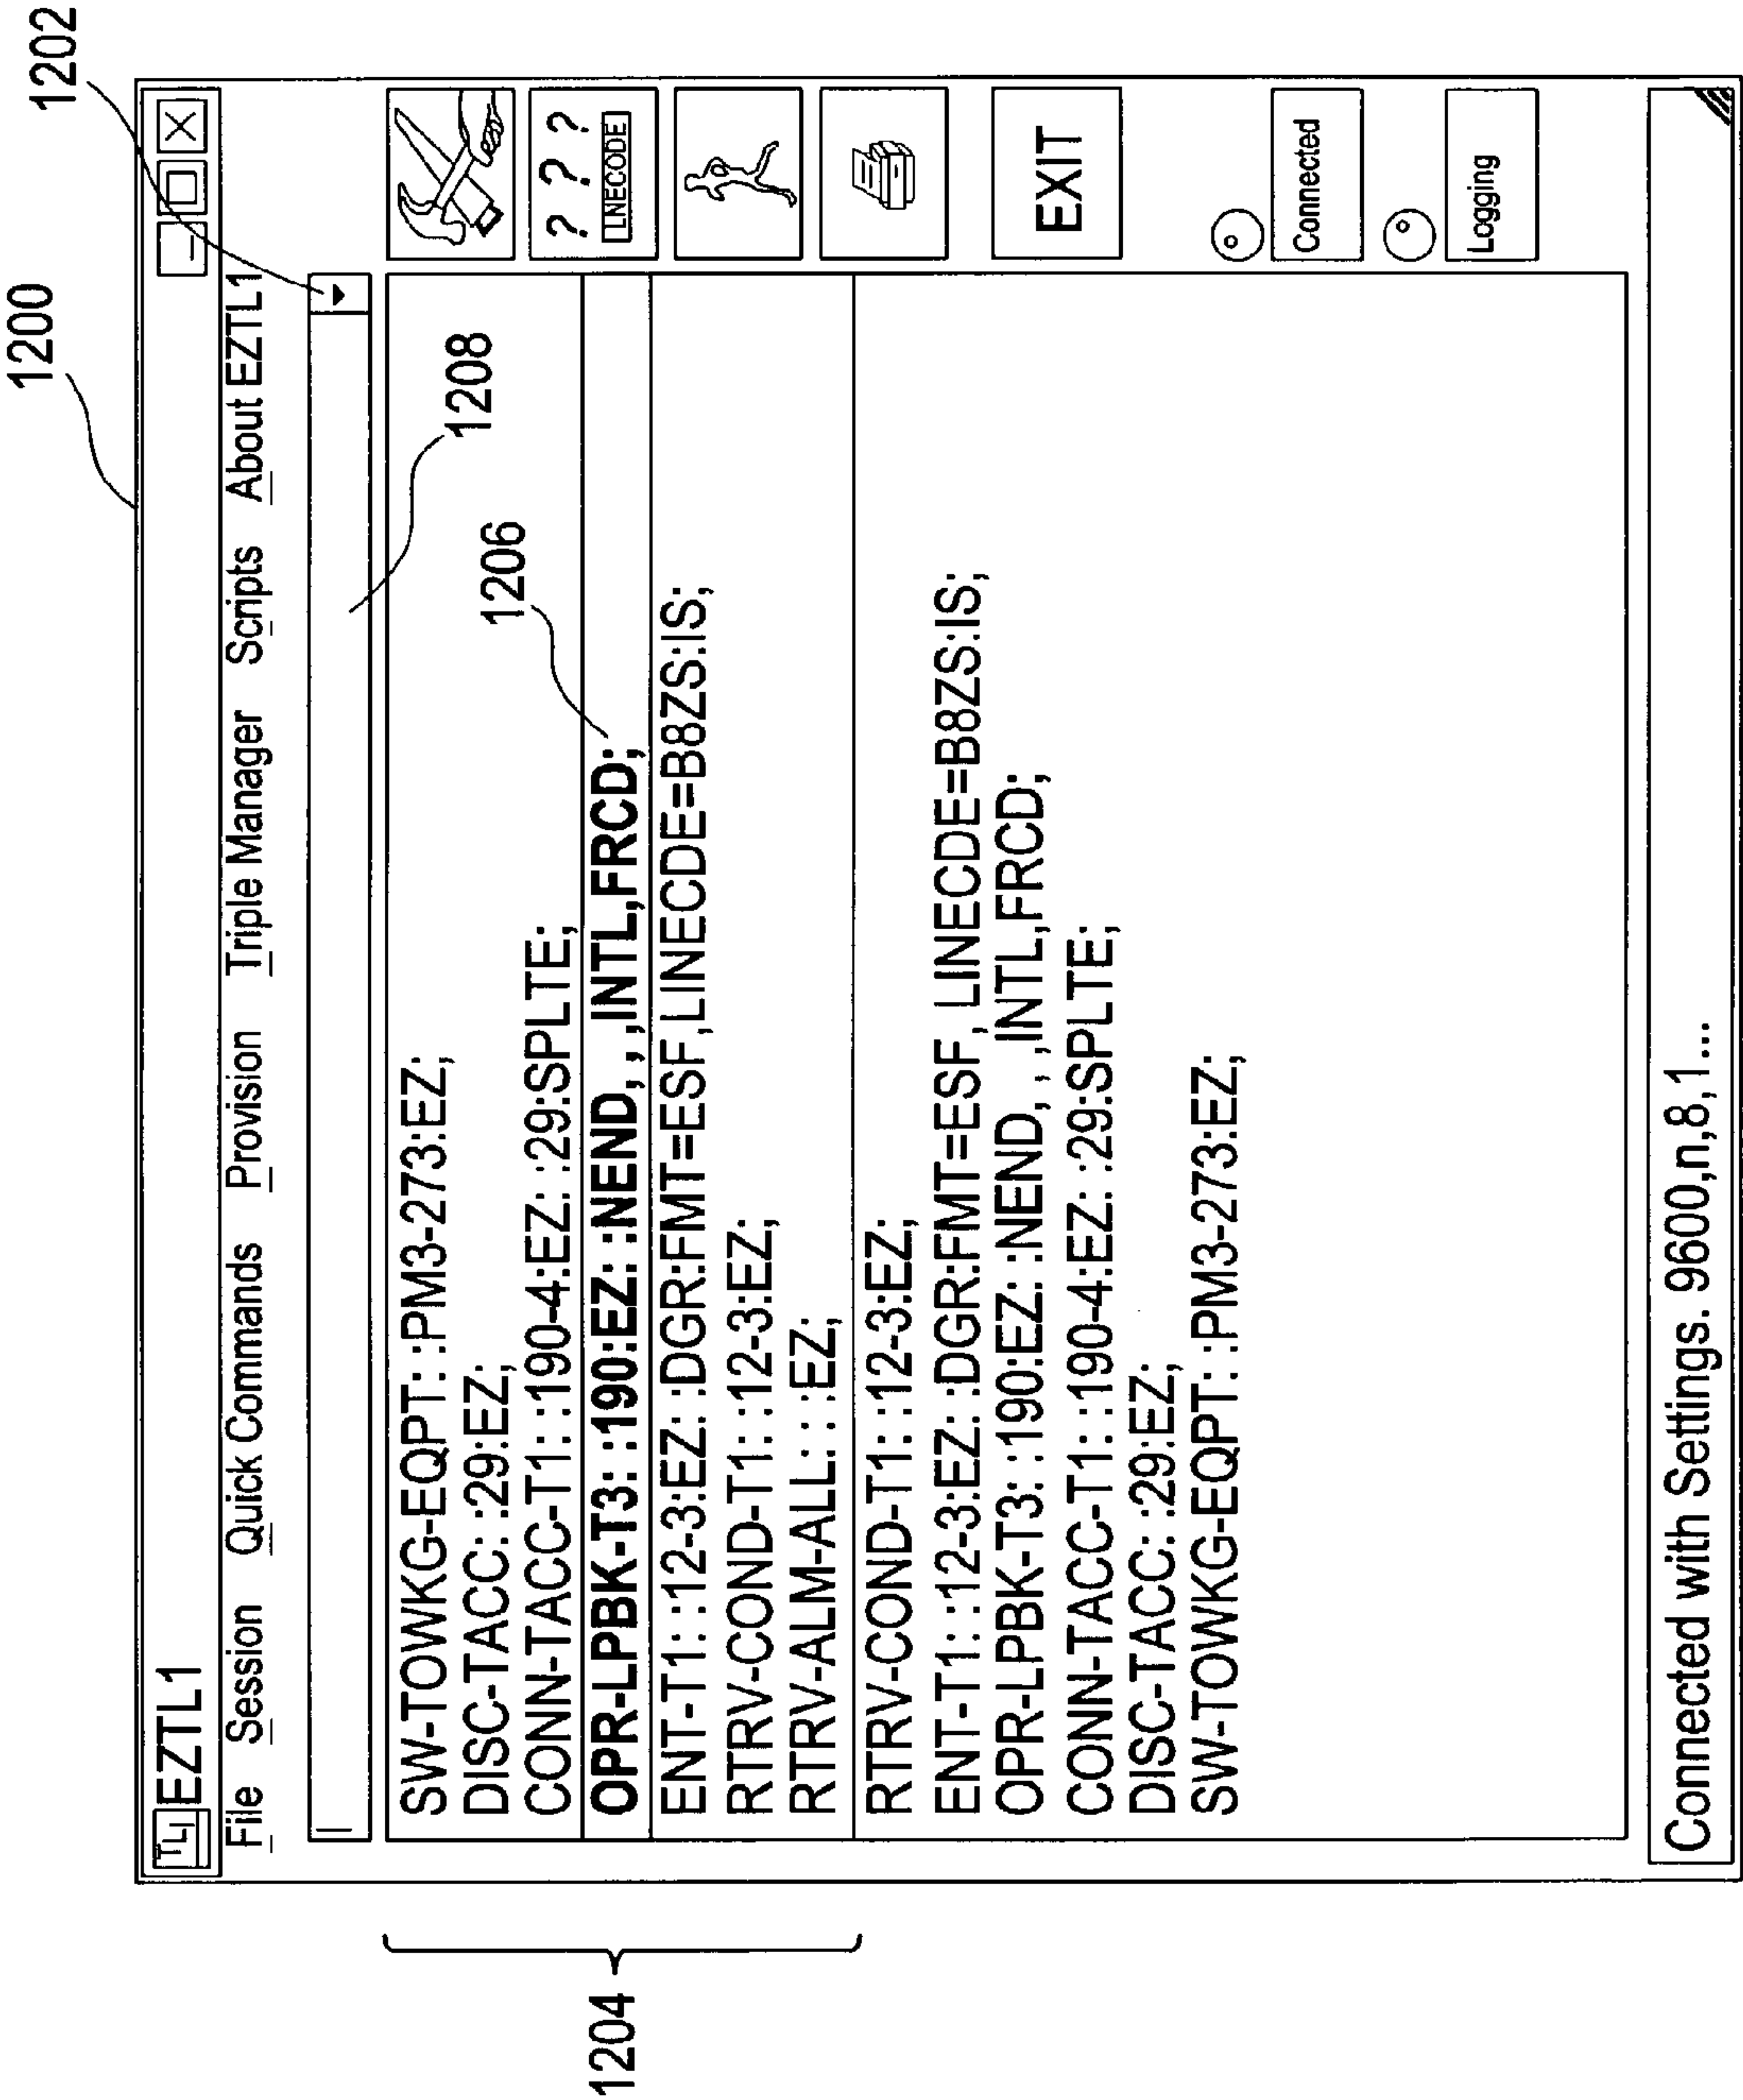 1200
1202
TL1 EZTL1
File Session Quick Commands Provision Triple Manager Scripts About EZTL1
1208
SW-TOWKG-EQPT: :PM3-273:EZ;
DISC-TACC: :29:EZ;
CONN-TACC-T1: :190-4:EZ: :29:SPLTE;
1206
OPR-LPBK-T3: :190:EZ: :NEND, ,INTL,FRCD;
ENT-T1: :12-3:EZ: :DGR:FMT=ESF,LINECDE=B8ZS:IS;
RTRV-COND-T1: :12-3:EZ;
RTRV-ALM-ALL: : :EZ;
1204
RTRV-COND-T1: :12-3:EZ;
ENT-T1: :12-3:EZ: :DGR:FMT=ESF, LINECDE=B8ZS:IS;
OPR-LPBK-T3: :190:EZ: :NEND, ,INTL,FRCD;
CONN-TACC-T1: :190-4:EZ: :29:SPLTE;
DISC-TACC: :29:EZ;
SW-TOWKG-EQPT: :PM3-273:EZ;
? ? ?
LNECODE
EXIT
Connected
Logging
Connected with Settings. 9600,n,8,1...